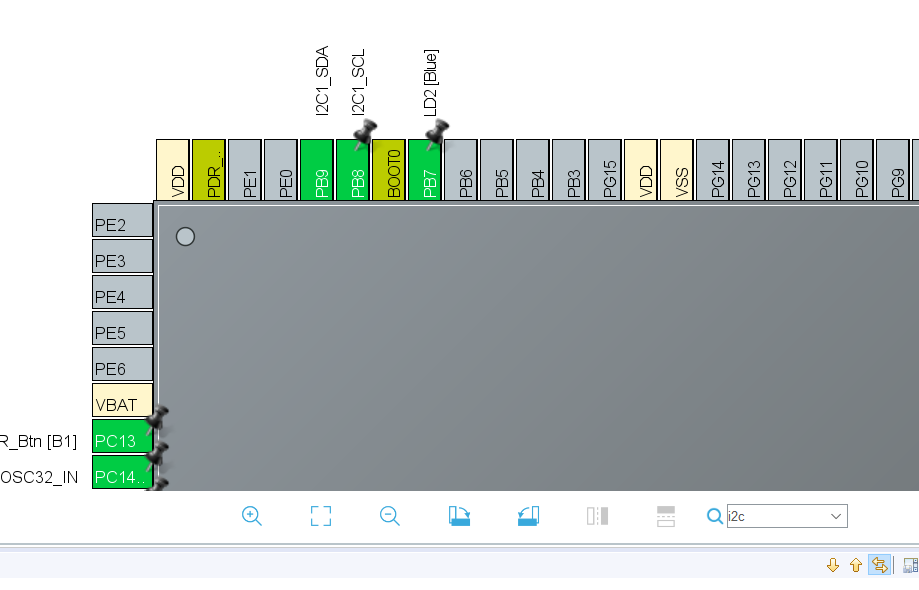 I2C1_SDA
I2C1_SCL
LD2 [Blue]
VDD
PDR_..
PE1
PE0
PB9
PB8
BOOT0
PB7
PB6
PB5
PB4
PB3
PG15
VDD
VSS
PG14
PG13
PG12
PG11
PG10
PG9
PE2
PE3
PE4
PE5
PE6
VBAT
R_Btn [B1]
PC13
OSC32_IN
PC14..
i2c